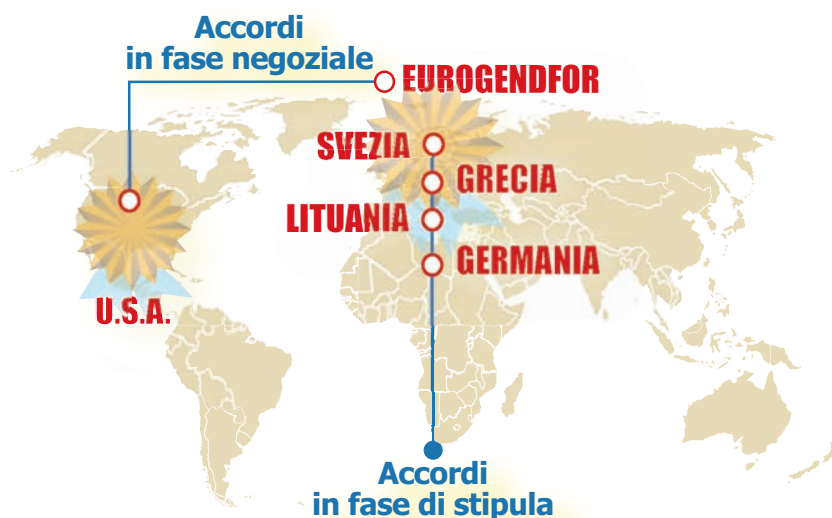 Accordi
in fase negoziale
EUROGENDFOR
SVEZIA
GRECIA
LITUANIA
GERMANIA
U.S.A.
Accordi
in fase di stipula